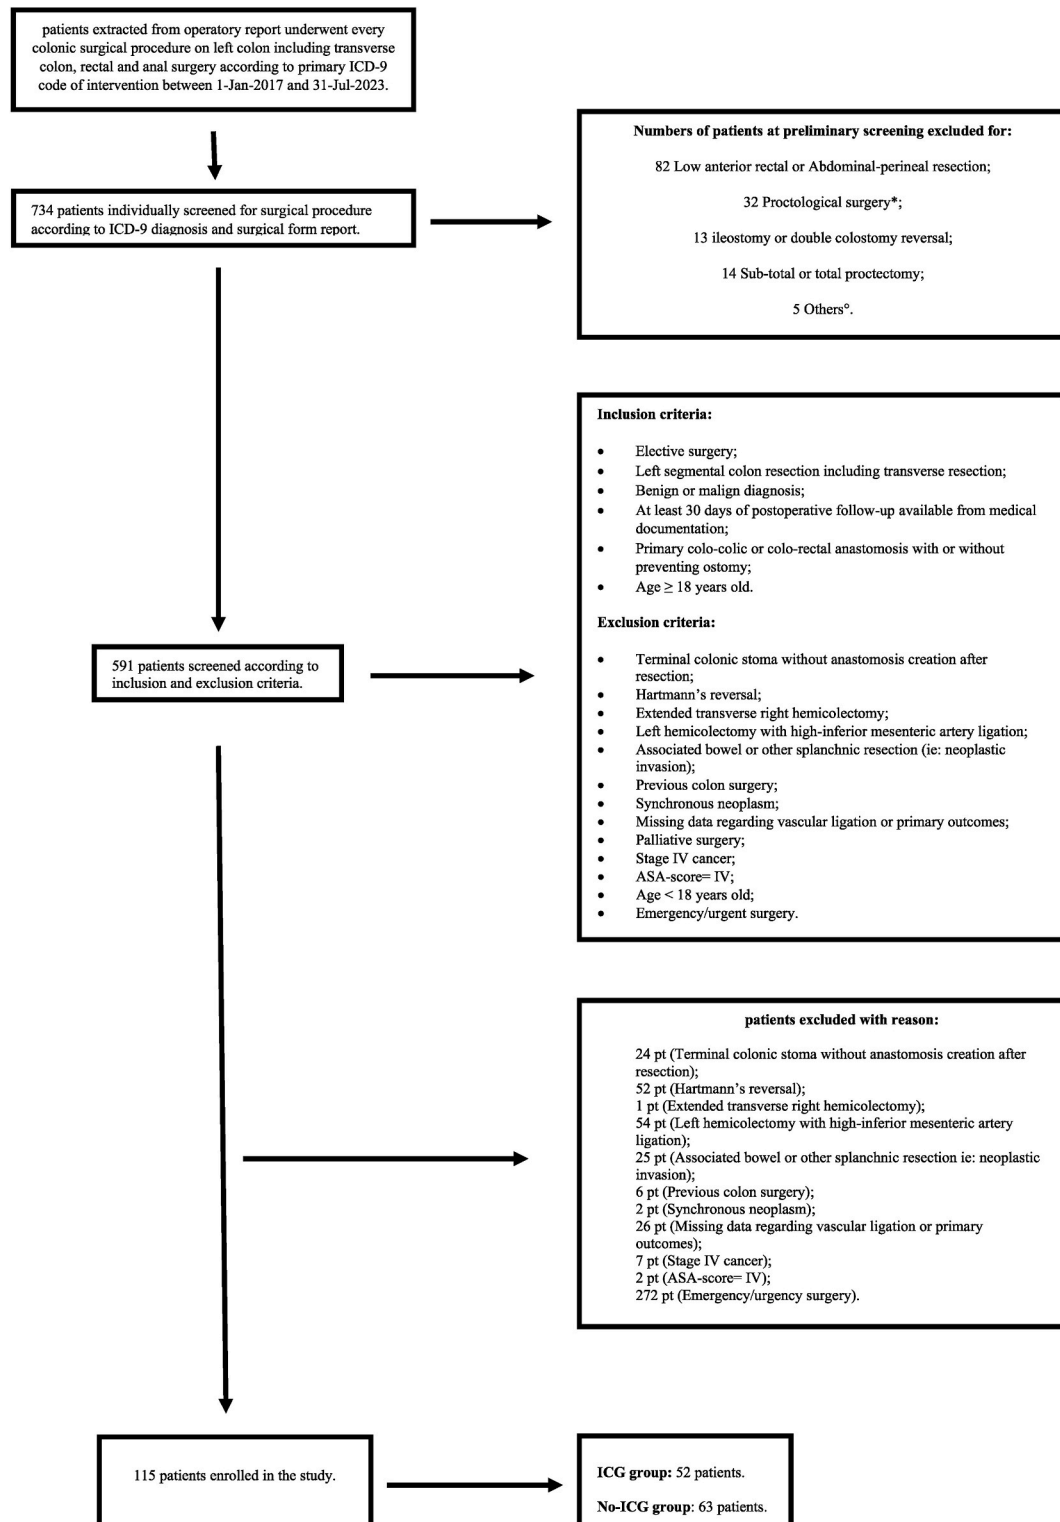 patients extracted from operatory report underwent every
colonic surgical procedure on left colon including transverse
colon, rectal and anal surgery according to primary ICD-9
code of intervention between 1-Jan-2017 and 31-Jul-2023.
734 patients individually screened for surgical procedure
according to ICD-9 diagnosis and surgical form report.
Numbers of patients at preliminary screening excluded for:
82 Low anterior rectal or Abdominal-perineal resection;
32 Proctological surgery*;
13 ileostomy or double colostomy reversal;
14 Sub-total or total proctectomy;
5 Others°.
Inclusion criteria:
• Elective surgery;
• Left segmental colon resection including transverse resection;
• Benign or malign diagnosis;
• At least 30 days of postoperative follow-up available from medical
documentation;
• Primary colo-colic or colo-rectal anastomosis with or without
preventing ostomy;
• Age ≥ 18 years old.
Exclusion criteria:
• Terminal colonic stoma without anastomosis creation after
resection;
• Hartmann's reversal;
• Extended transverse right hemicolectomy;
• Left hemicolectomy with high-inferior mesenteric artery ligation;
• Associated bowel or other splanchnic resection (ie: neoplastic
invasion);
• Previous colon surgery;
• Synchronous neoplasm;
• Missing data regarding vascular ligation or primary outcomes;
• Palliative surgery;
• Stage IV cancer;
• ASA-score= IV;
• Age < 18 years old;
• Emergency/urgent surgery.
591 patients screened according to
inclusion and exclusion criteria.
patients excluded with reason:
24 pt (Terminal colonic stoma without anastomosis creation after
resection);
52 pt (Hartmann's reversal);
1 pt (Extended transverse right hemicolectomy);
54 pt (Left hemicolectomy with high-inferior mesenteric artery
ligation);
25 pt (Associated bowel or other splanchnic resection ie: neoplastic
invasion);
6 pt (Previous colon surgery);
2 pt (Synchronous neoplasm);
26 pt (Missing data regarding vascular ligation or primary
outcomes);
7 pt (Stage IV cancer);
2 pt (ASA-score= IV);
272 pt (Emergency/urgency surgery).
115 patients enrolled in the study.
ICG group: 52 patients.
No-ICG group: 63 patients.